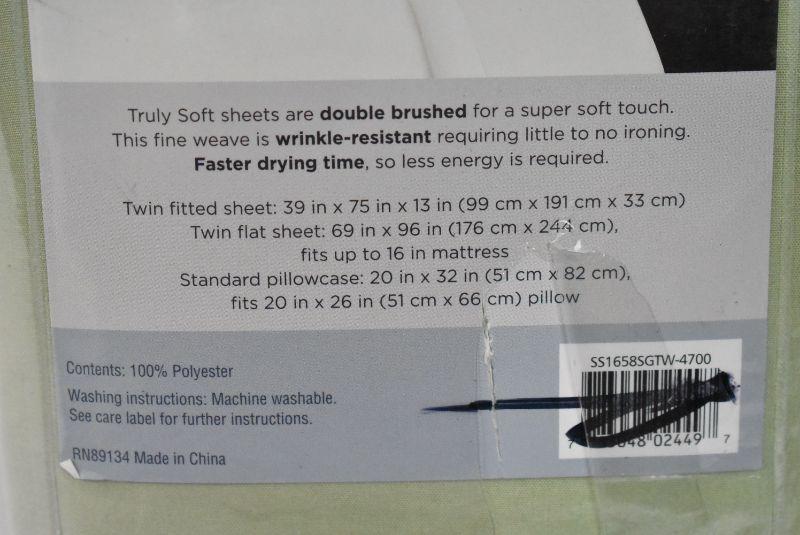 Truly Soft sheets are double brushed for a super soft touch.
This fine weave is wrinkle-resistant requiring little to no ironing.
Faster drying time, so less energy is required.
Twin fitted sheet: 39 in x 75 in x 13 in (99 cm x 191 cm x 33 cm)
Twin flat sheet: 69 in x 96 in (176 cm x 244 cm),
fits up to 16 in mattress
Standard pillowcase: 20 in x 32 in (51 cm x 82 cm),
fits 20 in x 26 in (51 cm x 66 cm) pillow
Contents: 100% Polyester
Washing instructions: Machine washable.
See care label for further instructions.
RN89134 Made in China
SS1658SGTW-4700
7 02449 7